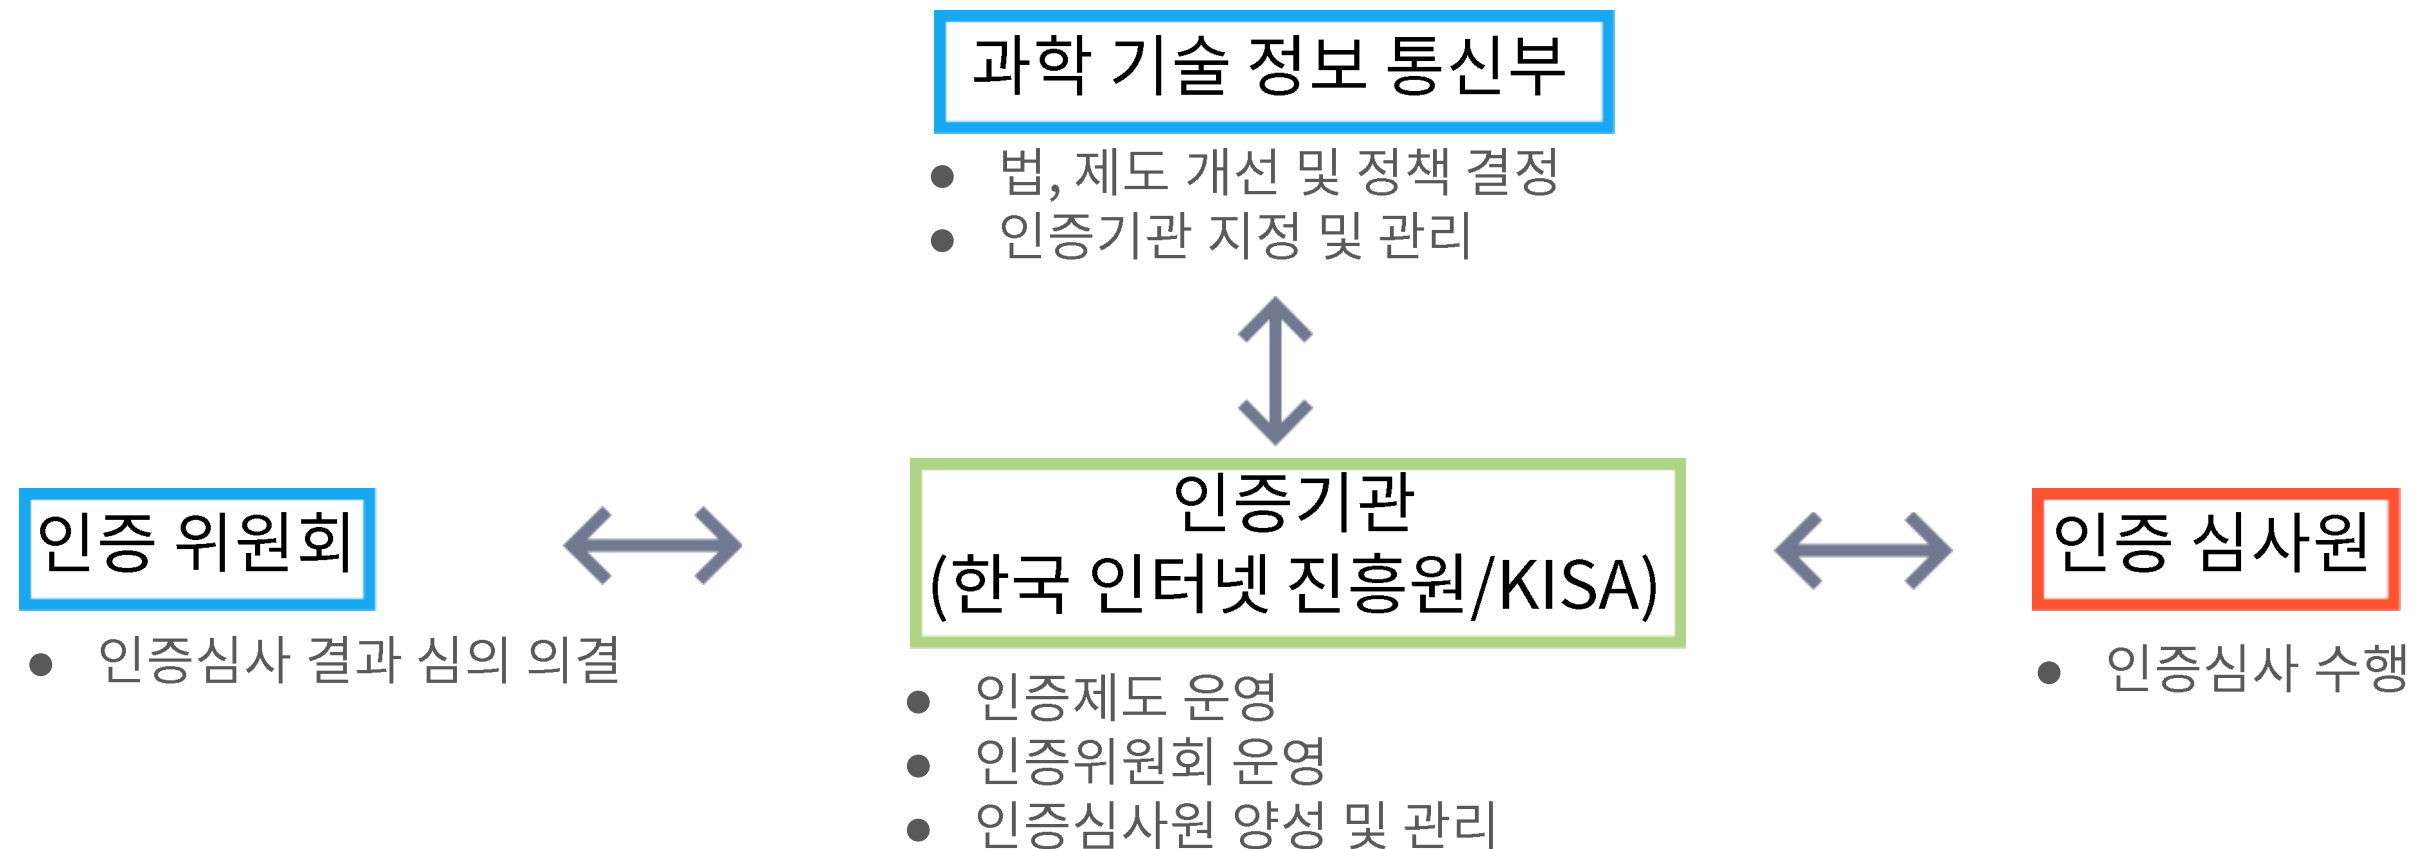 과학 기술 정보 통신부
● 법, 제도 개선 및 정책 결정
● 인증기관 지정 및 관리
인증 위원회
● 인증심사 결과 심의 의결
인증기관
(한국 인터넷 진흥원/KISA)
● 인증제도 운영
● 인증위원회 운영
● 인증심사원 양성 및 관리
인증 심사원
● 인증심사 수행